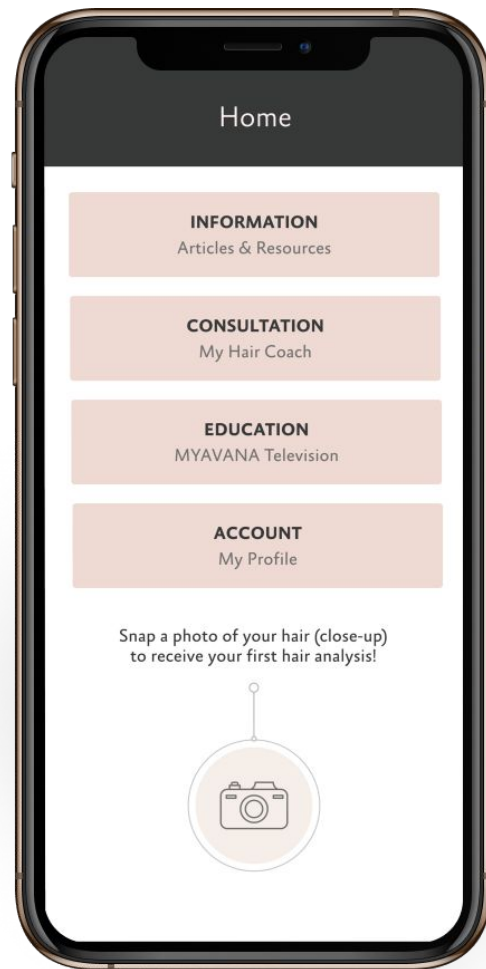 Home
INFORMATION
Articles & Resources
CONSULTATION
My Hair Coach
EDUCATION
MYAVANA Television
ACCOUNT
My Profile
Snap a photo of your hair (close-up)
to receive your first hair analysis!